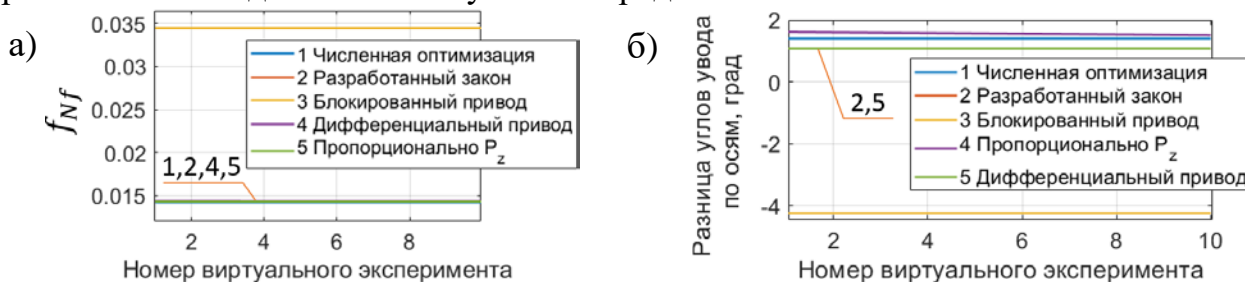 а)
0.035
0.03
0.025
0.02
0.015
f_Nf
1 Численная оптимизация
2 Разработанный закон
3 Блокированный привод
4 Дифференциальный привод
5 Пропорционально P_z
1,2,4,5
2 4 6 8
Номер виртуального эксперимента
б)
2
0
-2
-4
Разница углов увода
по осям, град
1 Численная оптимизация
2 Разработанный закон
3 Блокированный привод
4 Пропорционально P_z
5 Дифференциальный привод
2,5
2 4 6 8 10
Номер виртуального эксперимента